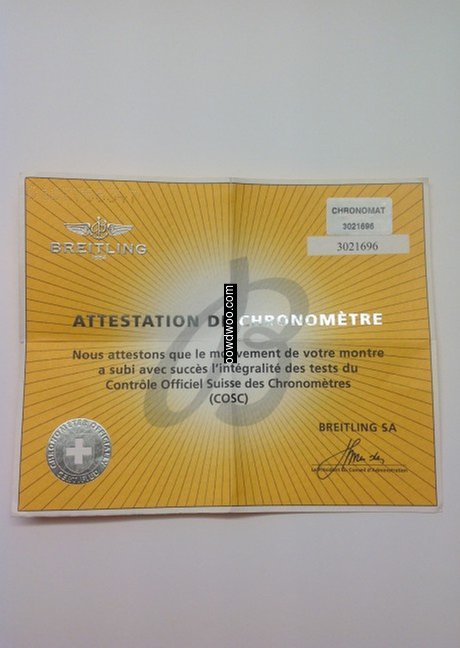 CHRONOMAT
3021696
3021696
BREITLING
1884
ATTESTATION DE CHRONOMÈTRE
Nous attestons que le mouvement de votre montre
a subi avec succès l'intégralité des tests du
Contrôle Officiel Suisse des Chronomètres
(COSC)
BREITLING SA
Le Président du Conseil d'Administration
CHRONOMETRE OFFICIEL
CERTIFIED
oowdwoo.com